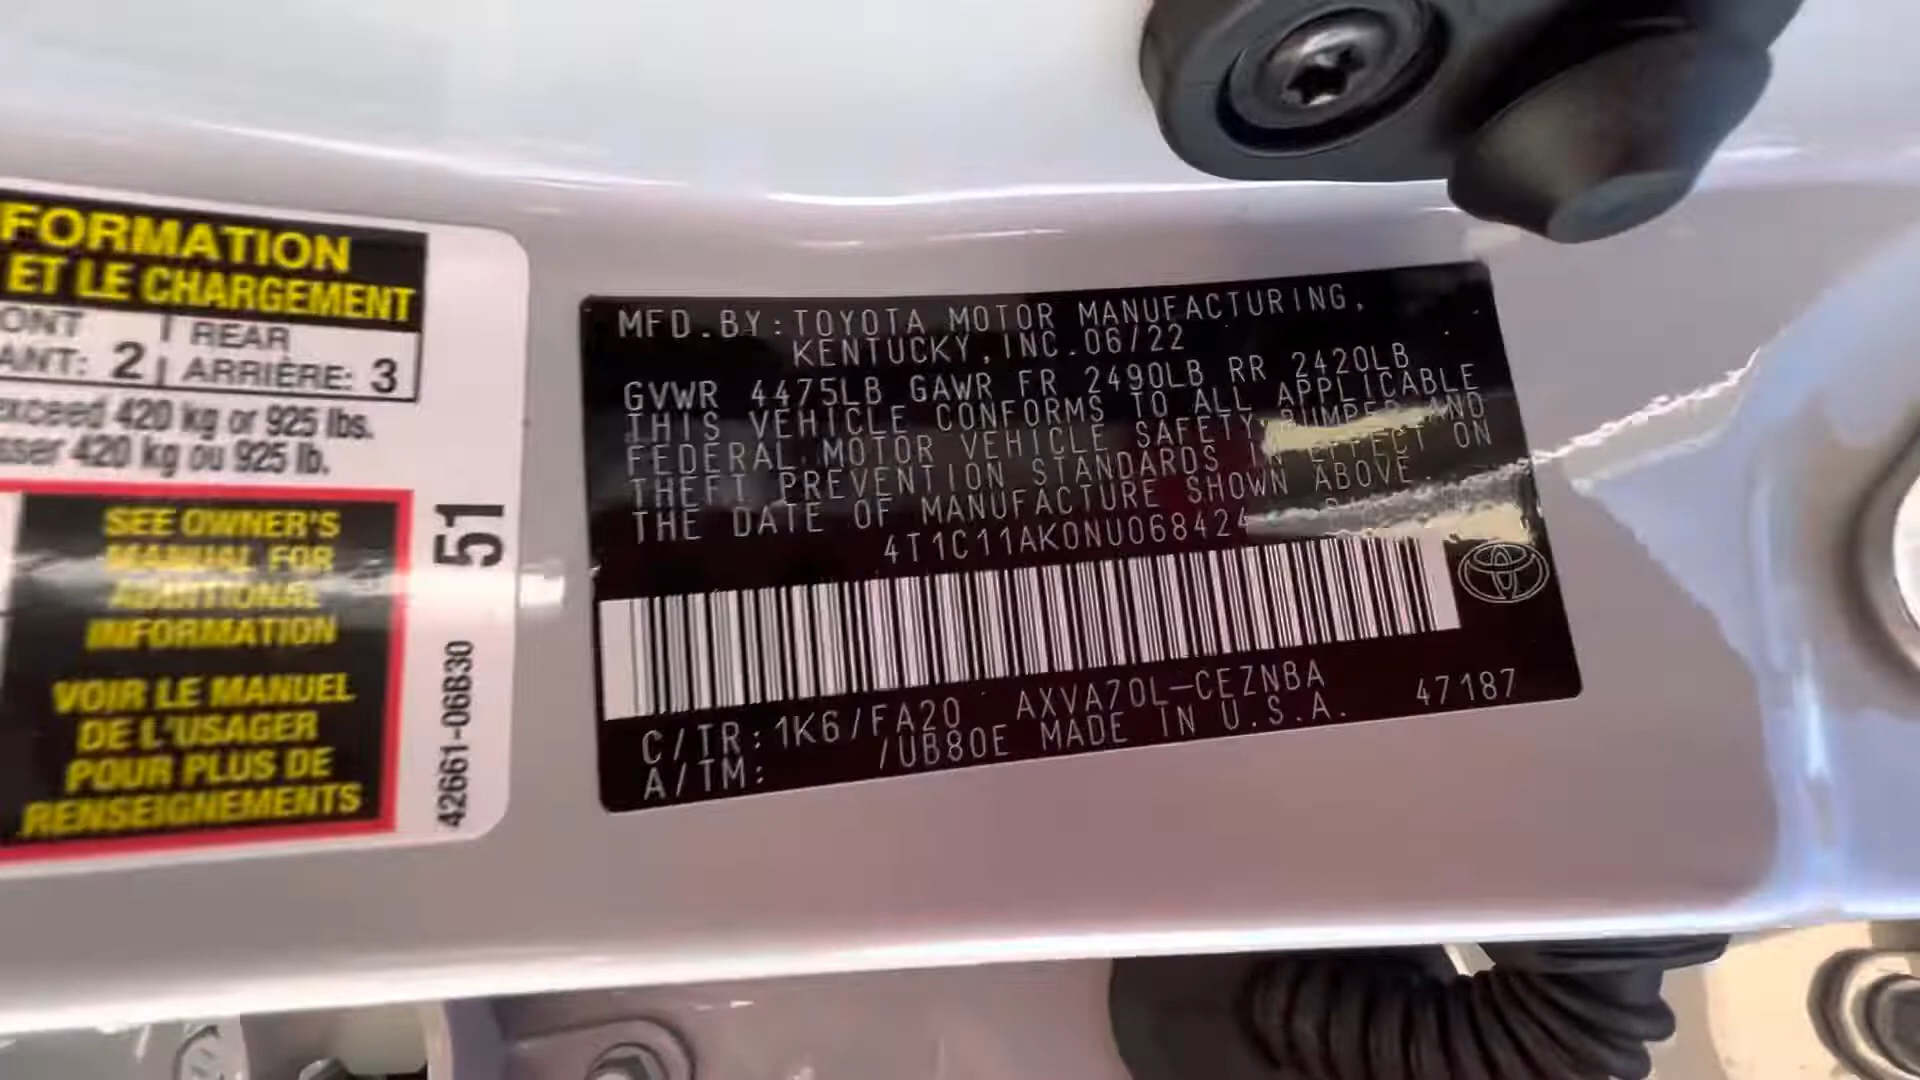 FORMATION
ET LE CHARGEMENT
ONT
REAR
ANT: 2
ARRIÈRE: 3
exceed 420 kg or 925 lbs.
sser 420 kg ou 925 lb.
SEE OWNER'S
MANUAL FOR
ADDITIONAL
INFORMATION
VOIR LE MANUEL
DE L'USAGER
POUR PLUS DE
RENSEIGNEMENTS
51
42661-06B30
MFD.BY:TOYOTA MOTOR MANUFACTURING,
KENTUCKY,INC.06/22
GVWR 4475LB GAWR FR 2490LB RR 2420LB
THIS VEHICLE CONFORMS TO ALL APPLICABLE
FEDERAL MOTOR VEHICLE SAFETY,BUMPER AND
THEFT PREVENTION STANDARDS IN EFFECT ON
THE DATE OF MANUFACTURE SHOWN ABOVE.
4T1C11AK0NU068424
C/TR:1K6/FA20 AXVA70L-CEZNBA 47187
A/TM: /UB80E MADE IN U.S.A.